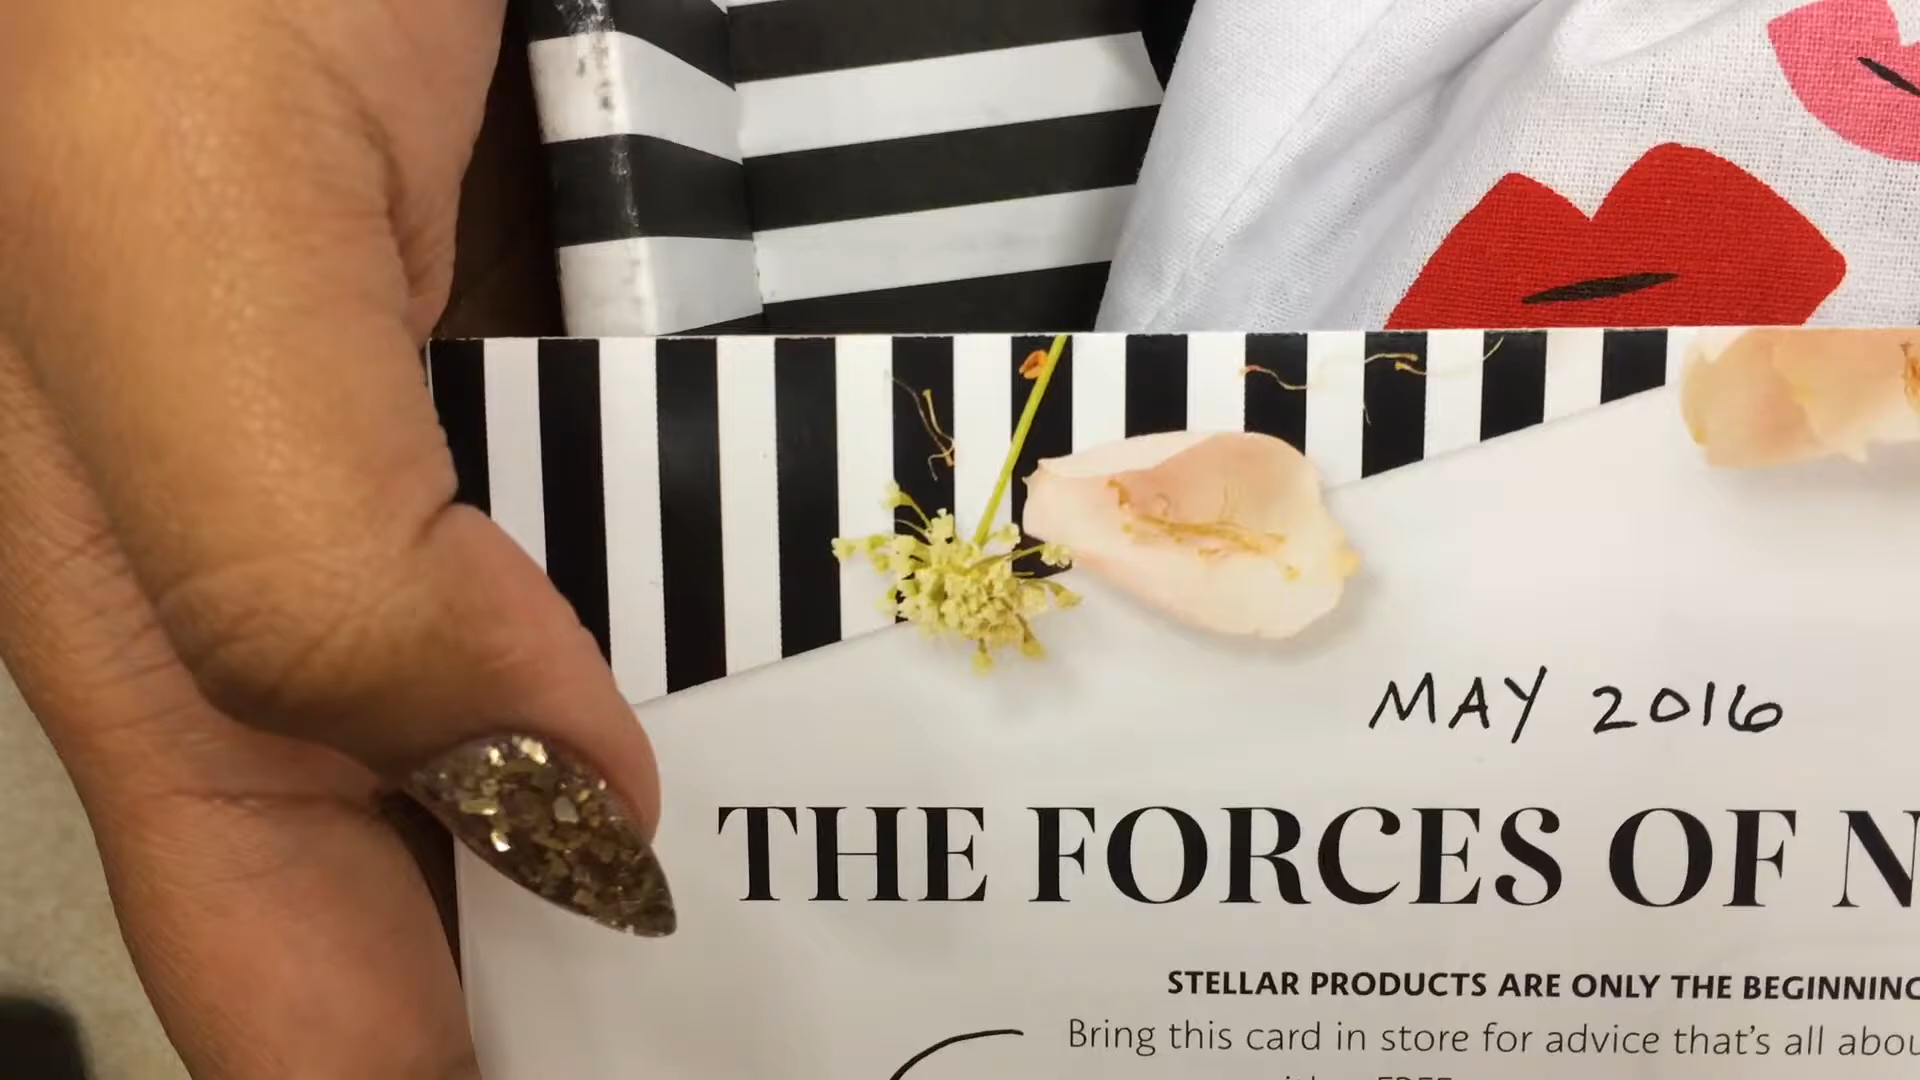 MAY 2016
THE FORCES OF N
STELLAR PRODUCTS ARE ONLY THE BEGINNING
Bring this card in store for advice that's all abou